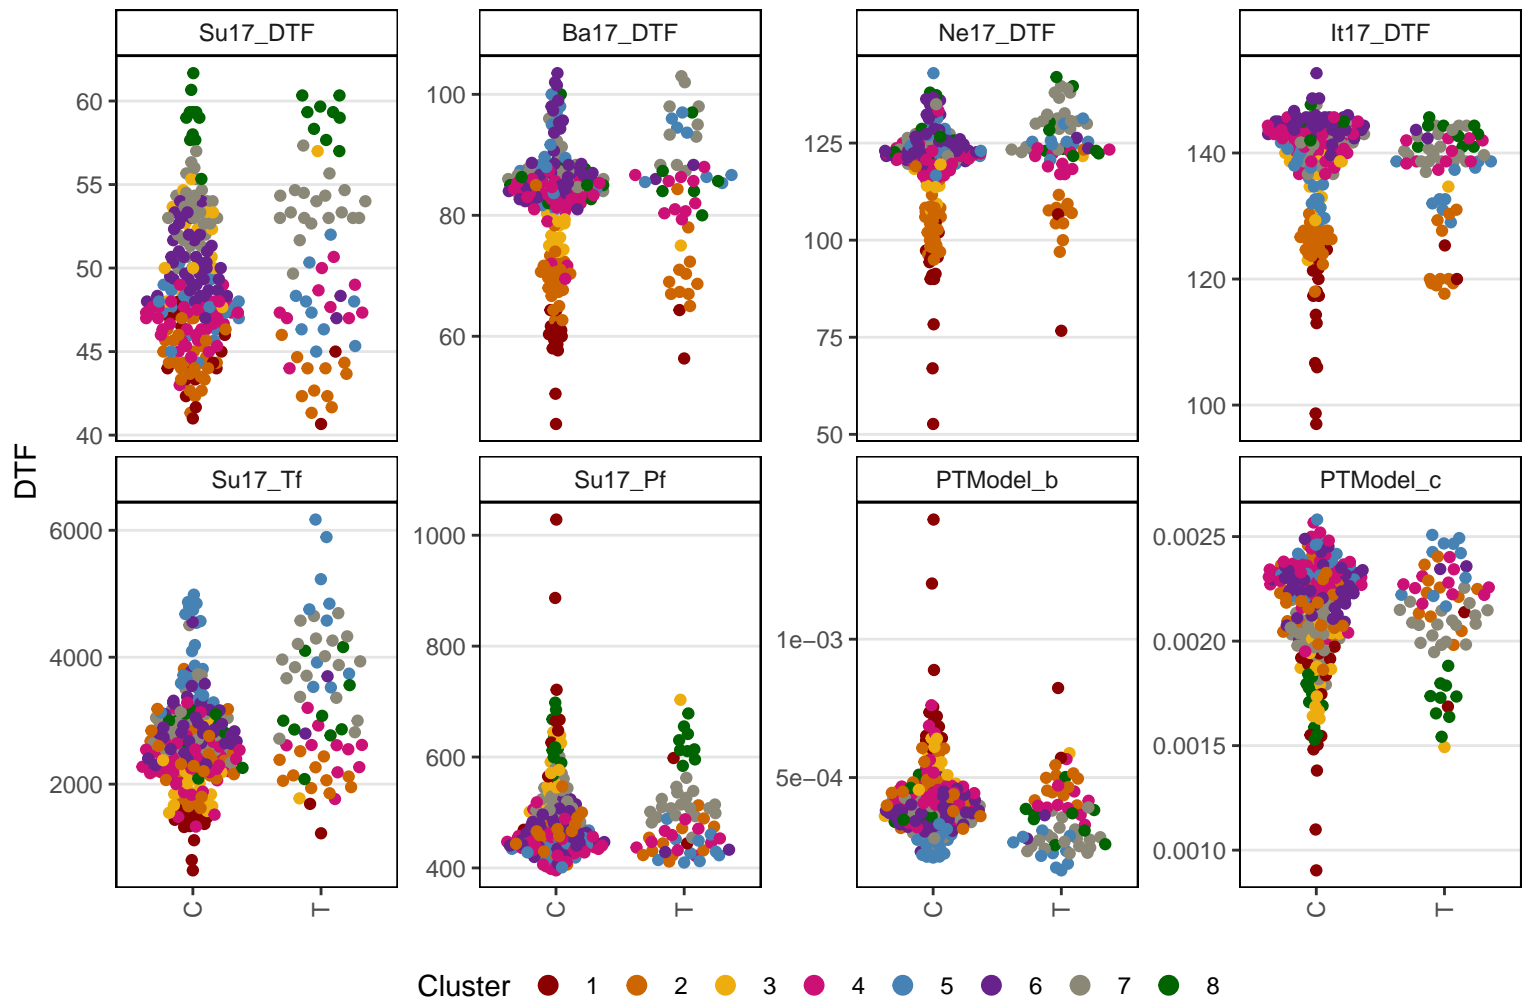 Su17_DTF
Ba17_DTF
Ne17_DTF
It17_DTF
60
55
50
45
40
100
80
60
125
100
75
50
140
120
100
DTF
Su17_Tf
Su17_Pf
PTModel_b
PTModel_c
6000
4000
2000
1000
800
600
400
1e−03
5e−04
0.0025
0.0020
0.0015
0.0010
C
T
C
T
C
T
C
T
Cluster 1 2 3 4 5 6 7 8